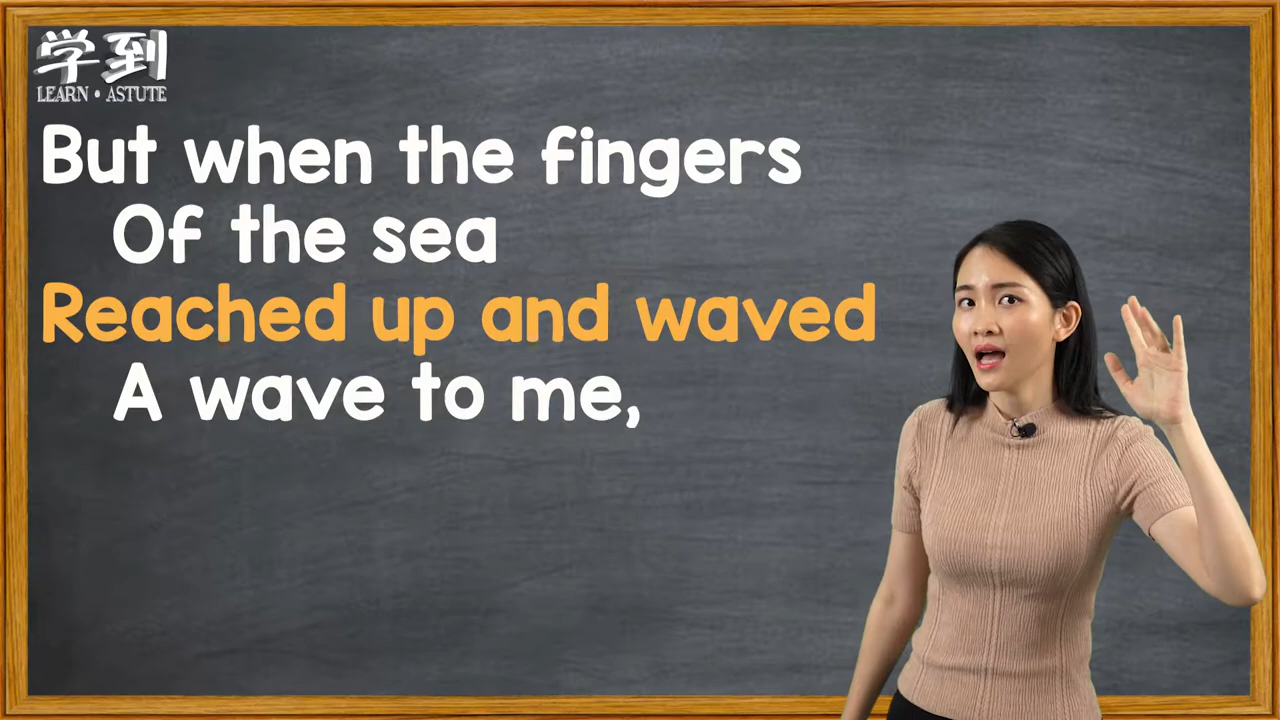 学到
LEARN • ASTUTE
But when the fingers
Of the sea
Reached up and waved
A wave to me,